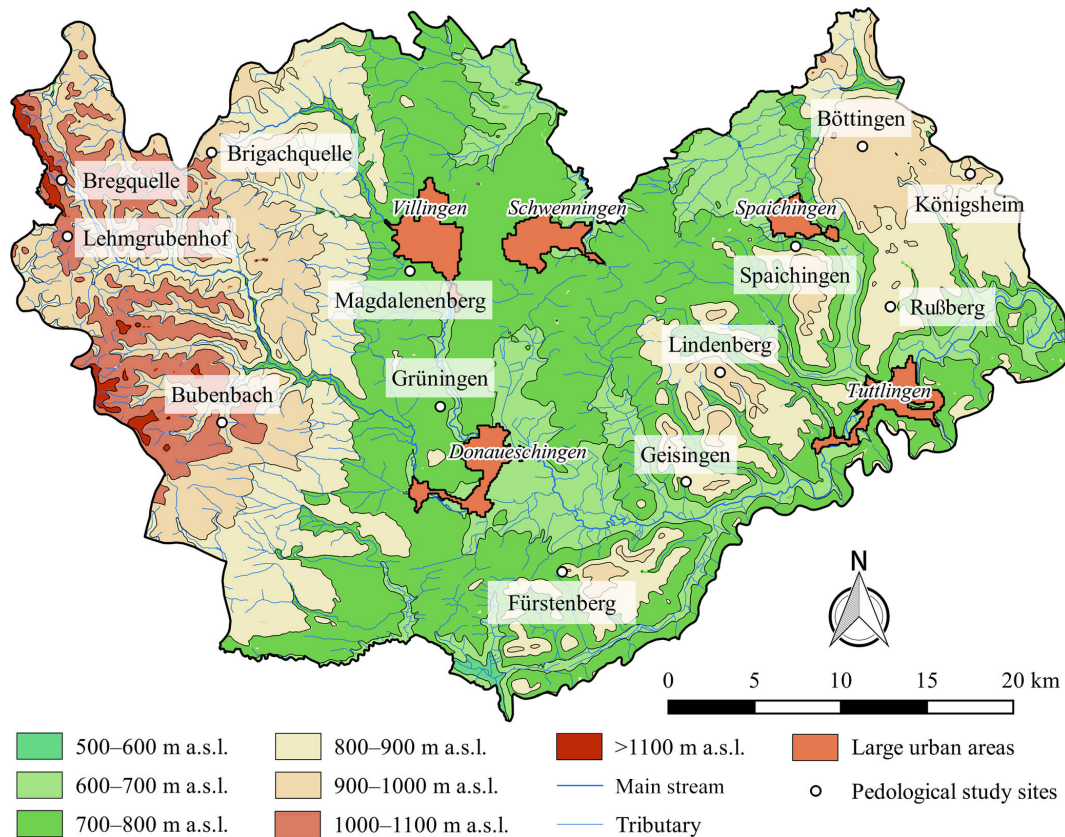 Böttingen
Brigachquelle
Bregquelle
Königsheim
Villingen
Schwenningen
Spaichingen
Lehmgrubenhof
Spaichingen
Magdalenenberg
Rußberg
Lindenberg
Grüningen
Bubenbach
Tuttlingen
Donaueschingen
Geisingen
Fürstenberg
N
0 5 10 15 20 km
500–600 m a.s.l.
600–700 m a.s.l.
700–800 m a.s.l.
800–900 m a.s.l.
900–1000 m a.s.l.
1000–1100 m a.s.l.
>1100 m a.s.l.
Main stream
Tributary
Large urban areas
Pedological study sites